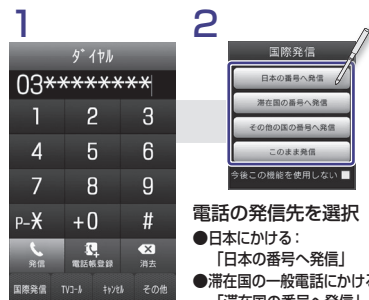 1
ダイヤル
03********
1 2 3
4 5 6
7 8 9
P-* +0 #
発信 電話帳登録 消去
国際発信 TVコール キャンセル その他
2
国際発信
日本の番号へ発信
滞在国の番号へ発信
その他の国の番号へ発信
このまま発信
今後この機能を使用しない
電話の発信先を選択
●日本にかける：
「日本の番号へ発信」
●滞在国の一般電話にかける
「滞在国の番号へ発信」